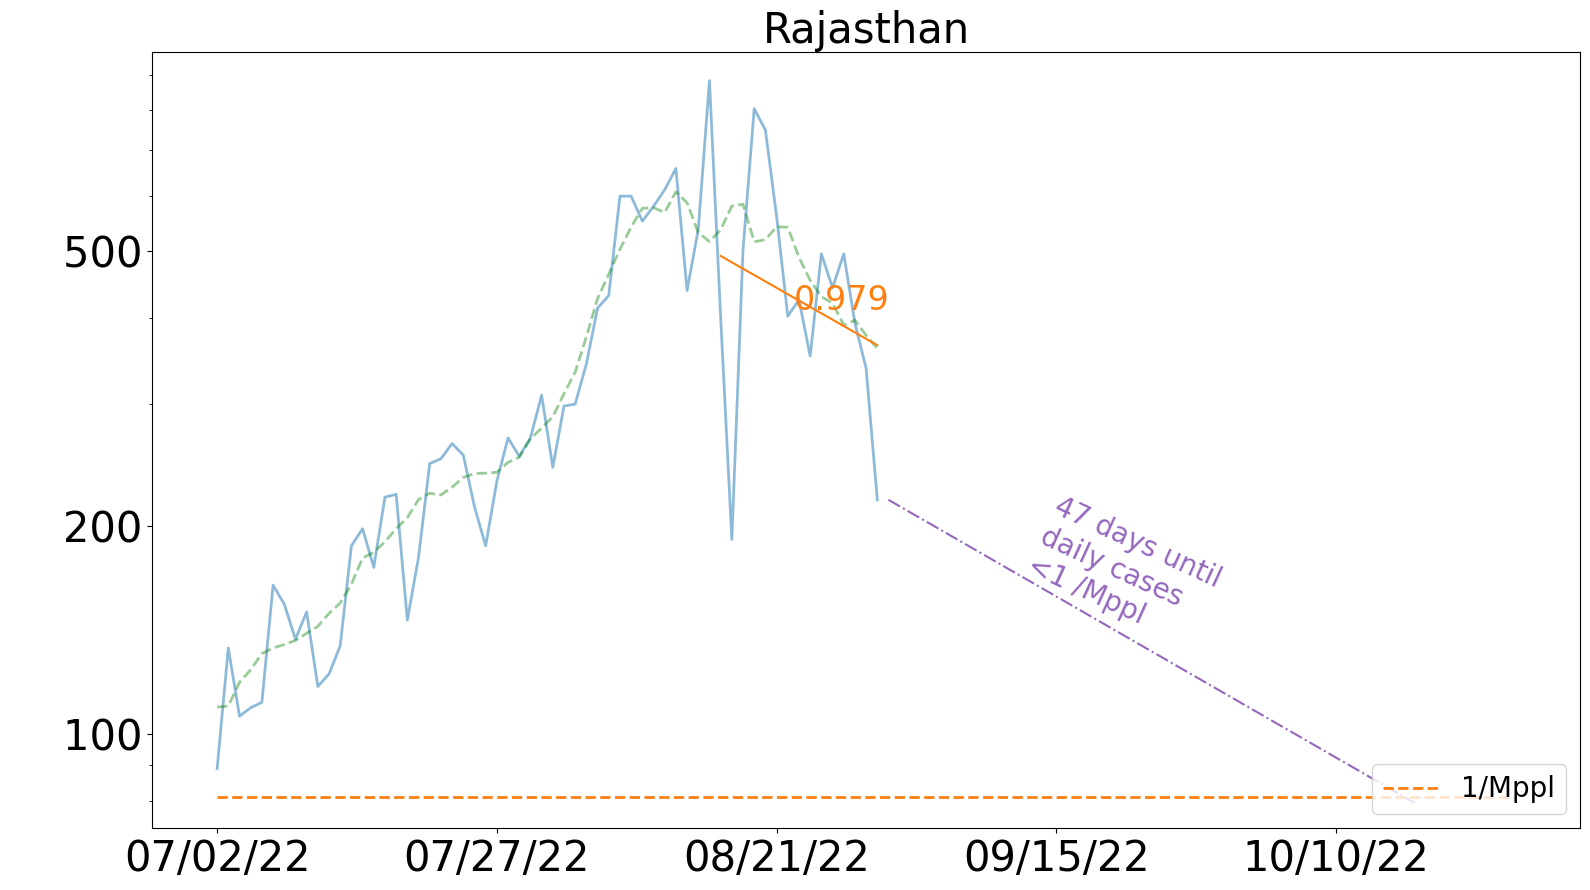 Rajasthan
500
200
100
0.979
47 days until
daily cases
<1 /Mppl
1/Mppl
07/02/22
07/27/22
08/21/22
09/15/22
10/10/22